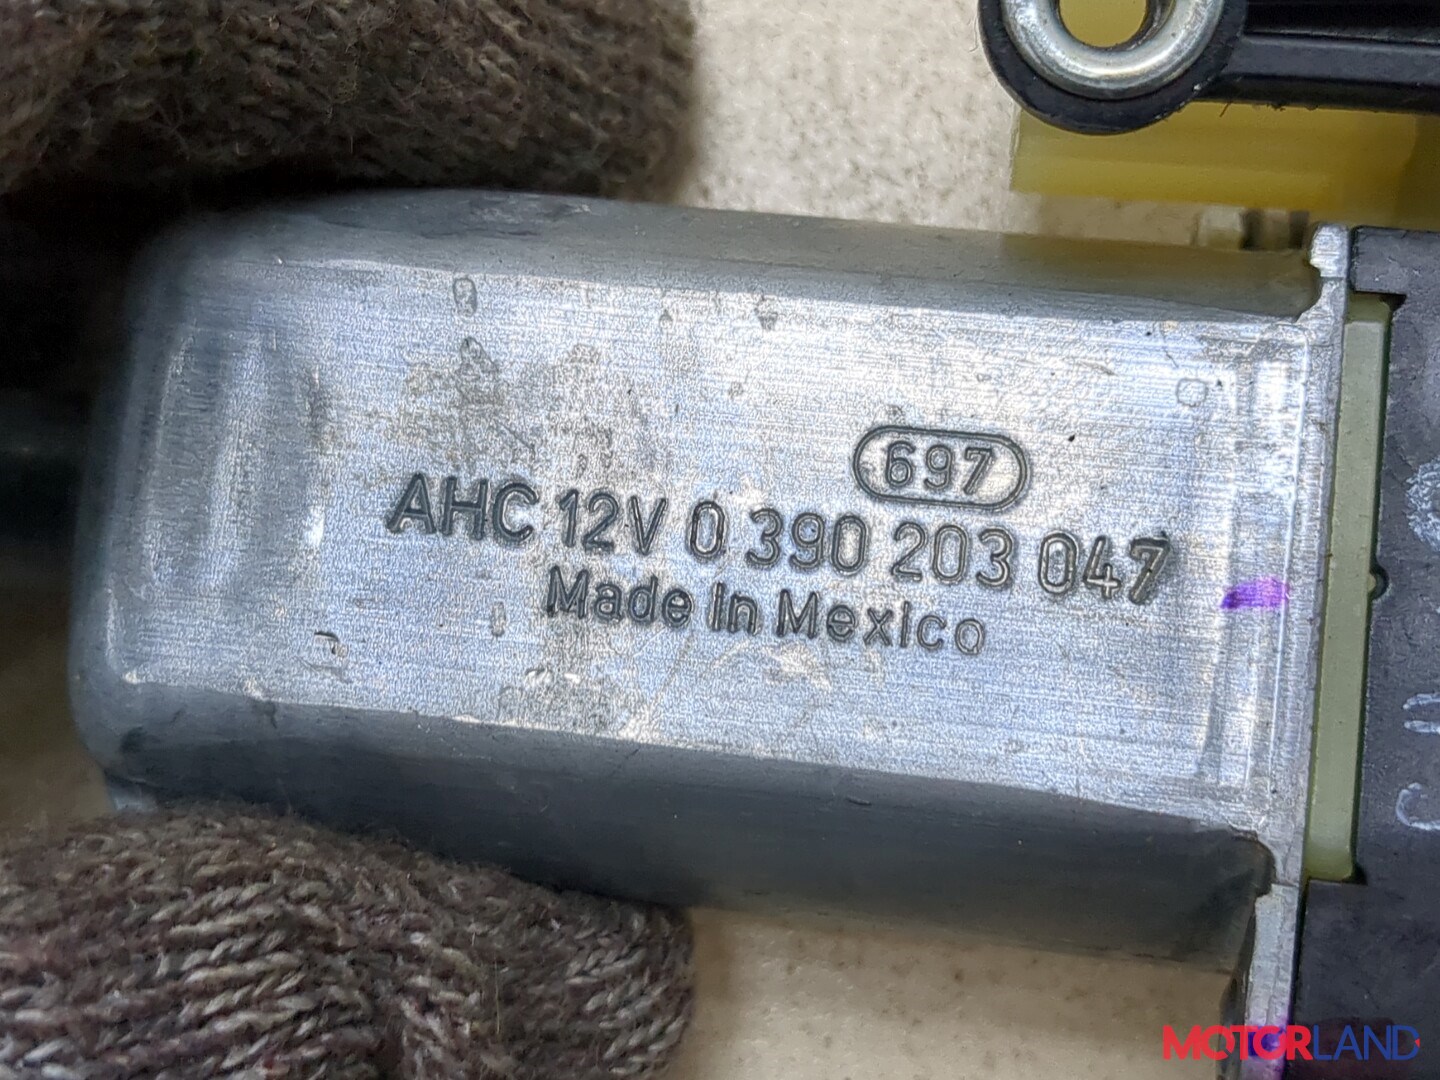 697
AHC 12V 0 390 203 047
Made in Mexico
MOTORLAND